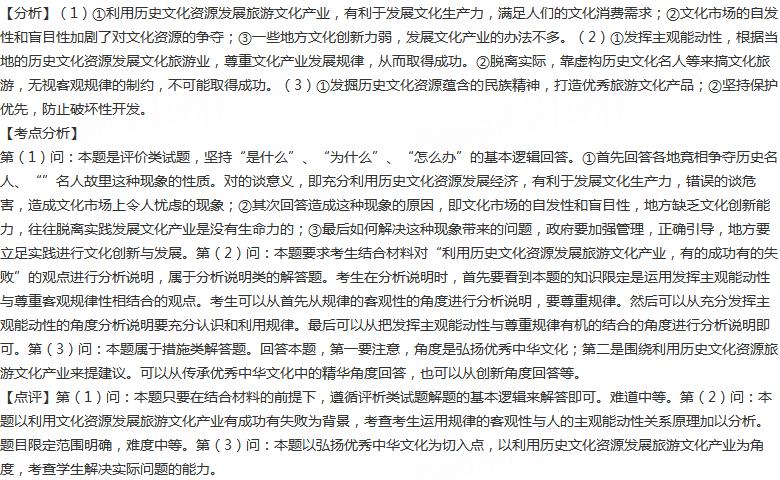 【分析】（1）①利用历史文化资源发展旅游文化产业，有利于发展文化生产力，满足人们的文化消费需求；②文化市场的自发
性和盲目性加剧了对文化资源的争夺；③一些地方文化创新力弱，发展文化产业的办法不多。（2）①发挥主观能动性，根据当
地的历史文化资源发展文化旅游业，尊重文化产业发展规律，从而取得成功。②脱离实际，靠虚构历史文化名人等来搞文化旅
游，无视客观规律的制约，不可能取得成功。（3）①发掘历史文化资源蕴含的民族精神，打造优秀旅游文化产品；②坚持保护
优先，防止破坏性开发。
【考点分析】
第（1）问：本题是评价类试题，坚持“是什么”、“为什么”、“怎么办”的基本逻辑回答。①首先回答各地竟相争夺历史名
人、“”名人故里这种现象的性质。对的谈意义，即充分利用历史文化资源发展经济，有利于发展文化生产力，错误的谈危
害，造成文化市场上令人忧虑的现象；②其次回答造成这种现象的原因，即文化市场的自发性和盲目性，地方缺乏文化创新能
力，往往脱离实践发展文化产业是没有生命力的；③最后如何解决这种现象带来的问题，政府要加强管理，正确引导，地方要
立足实践进行文化创新与发展。第（2）问：本题要求考生结合材料对“利用历史文化资源发展旅游文化产业，有的成功有的失
败”的观点进行分析说明，属于分析说明类的解答题。考生在分析说明时，首先要看到本题的知识限定是运用发挥主观能动性
与尊重客观规律性相结合的观点。考生可以从首先从规律的客观性的角度进行分析说明，要尊重规律。然后可以从充分发挥主
观能动性的角度分析说明要充分认识和利用规律。最后可以从把发挥主观能动性与尊重规律有机的结合的角度进行分析说明即
可。第（3）问：本题属于措施类解答题。回答本题，第一要注意，角度是弘扬优秀中华文化；第二是围绕利用历史文化资源旅
游文化产业来提建议。可以从传承优秀中华文化中的精华角度回答，也可以从创新角度回答等。
【点评】第（1）问：本题只要在结合材料的前提下，遵循评析类试题解题的基本逻辑来解答即可。难道中等。第（2）问：本
题以利用文化资源发展旅游文化产业有成功有失败为背景，考查考生运用规律的客观性与人的主观能动性关系原理加以分析。
题目限定范围明确，难度中等。第（3）问：本题以弘扬优秀中华文化为切入点，以利用历史文化资源发展旅游文化产业为角
度，考查学生解决实际问题的能力。